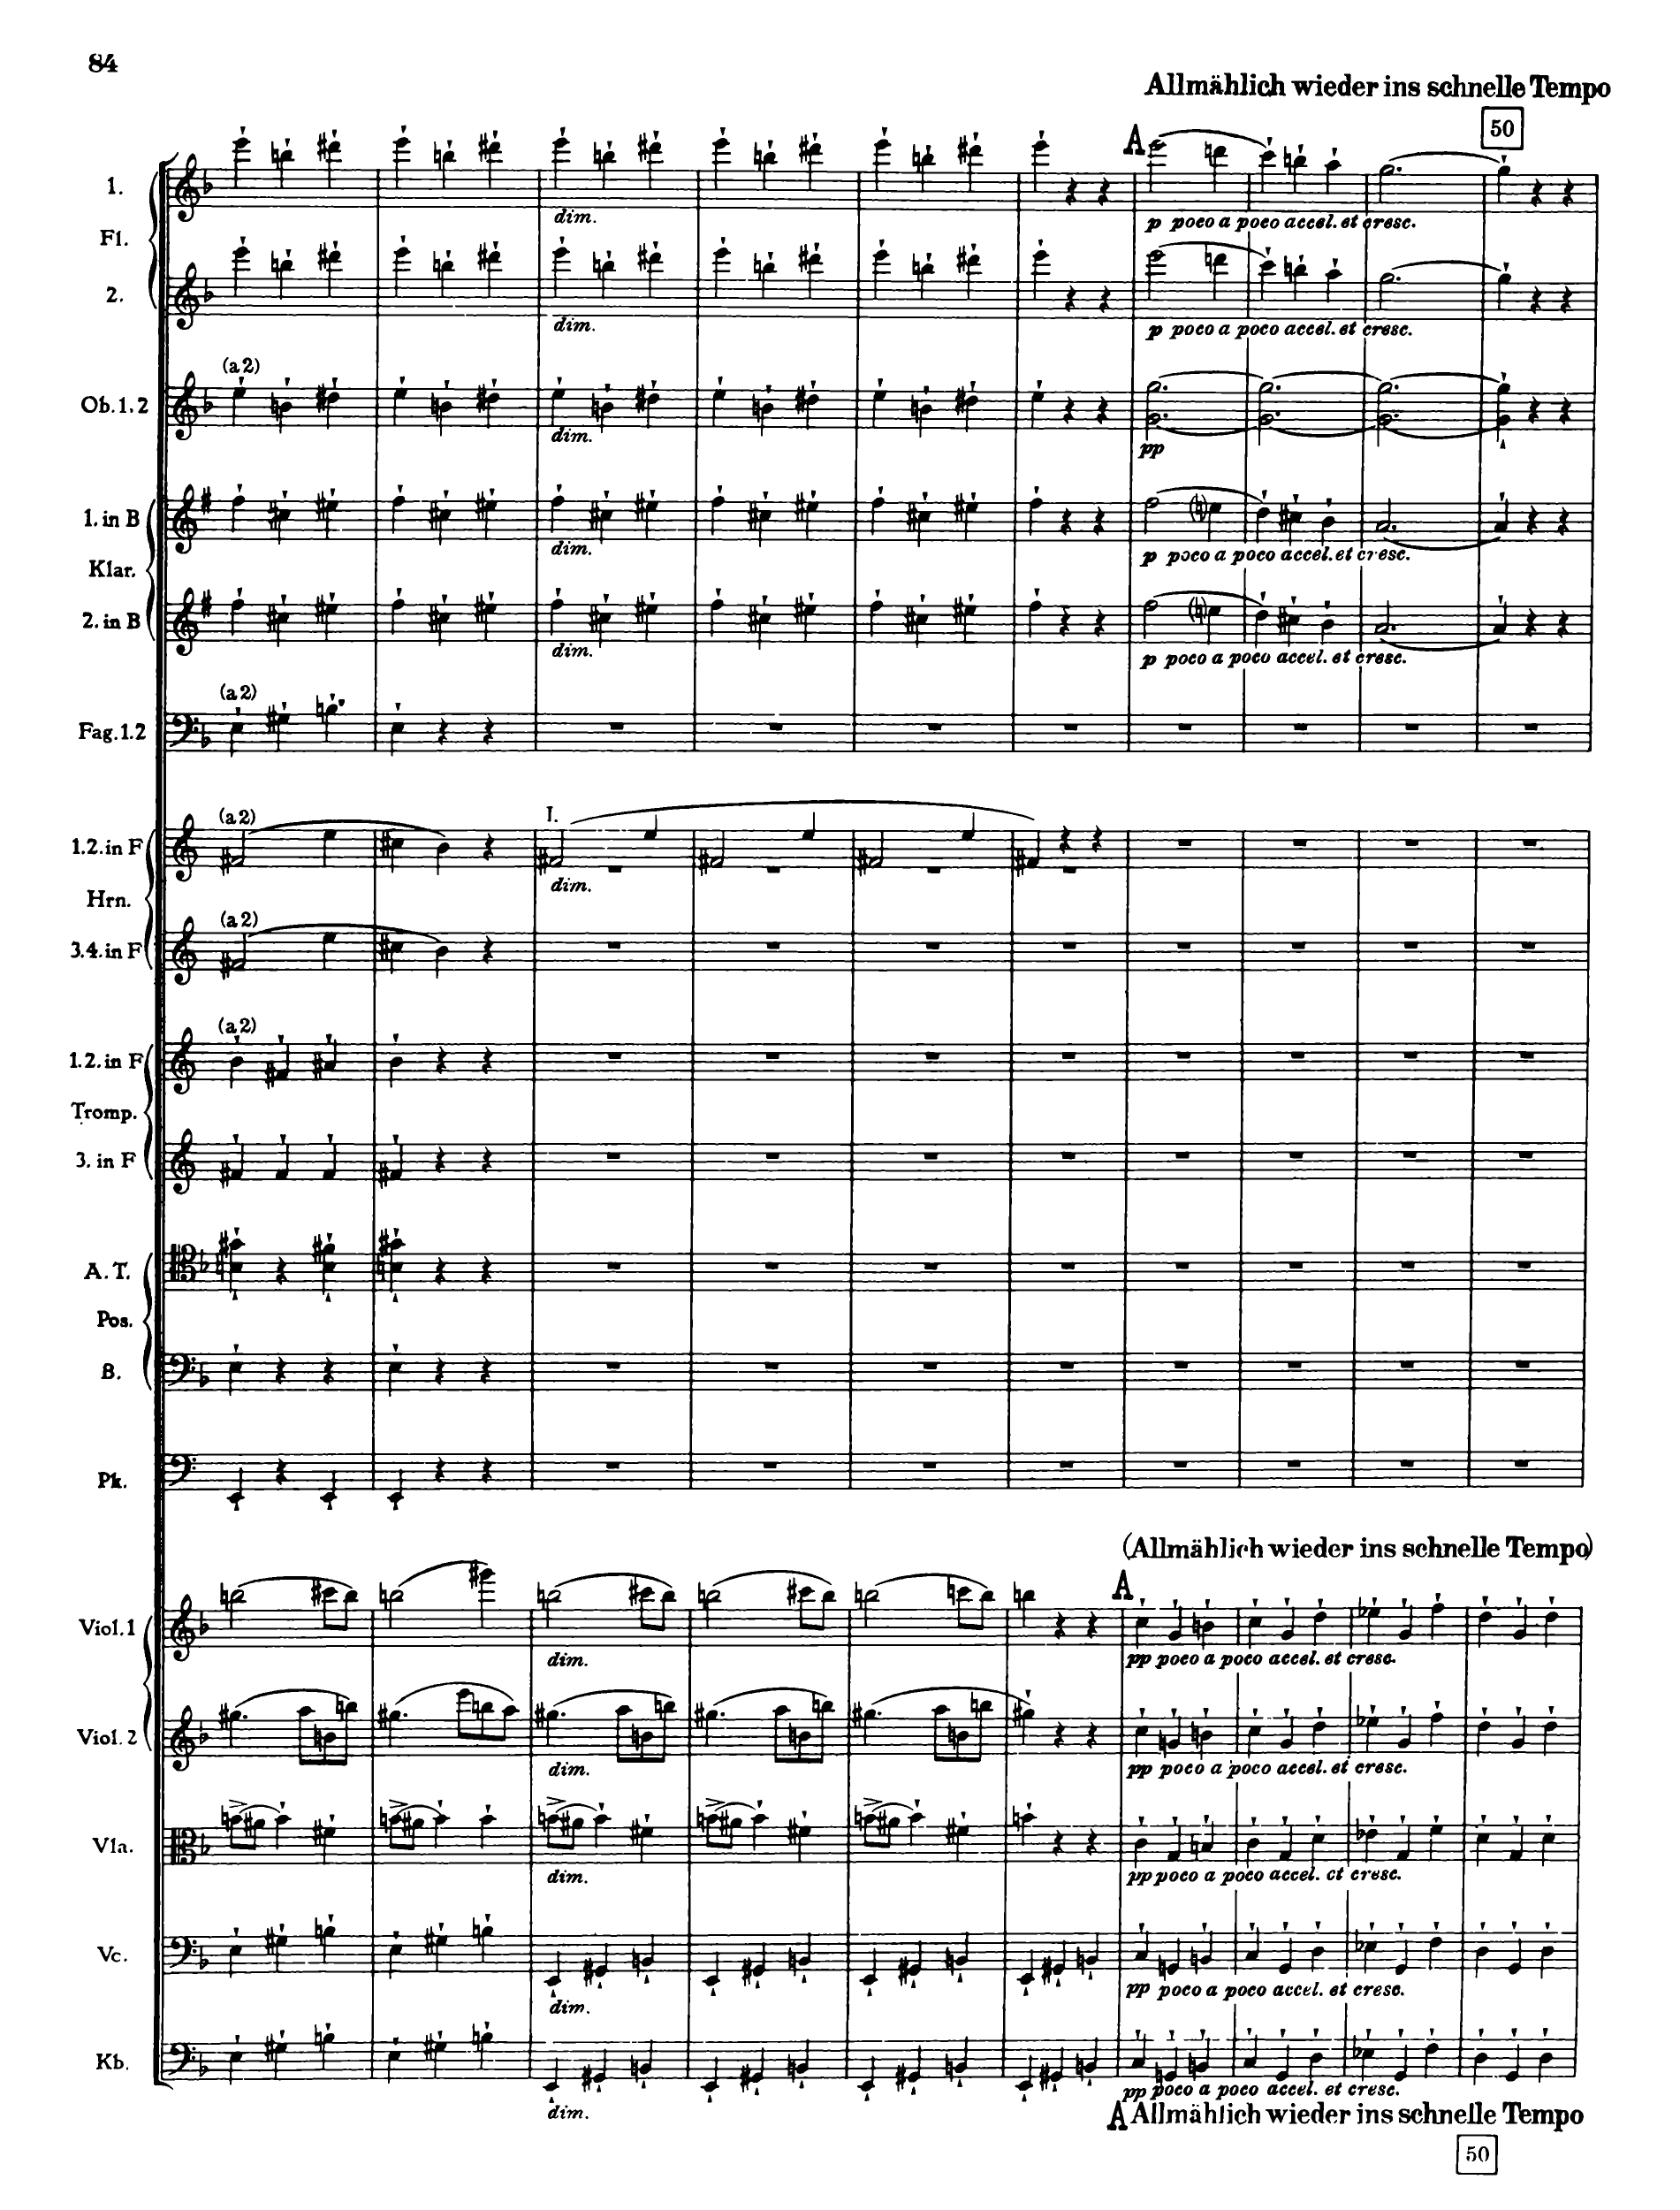 84
Allmählich wieder ins schnelle Tempo
50
A
1.
dim.
p poco a poco accel. et cresc.
Fl.
2.
dim.
p poco a poco accel. et cresc.
(a 2)
Ob. 1. 2
dim.
pp
1. in B
dim.
p poco a poco accel. et cresc.
Klar.
2. in B
dim.
p poco a poco accel. et cresc.
(a 2)
Fag. 1. 2
(a 2)
I.
1. 2. in F
dim.
Hrn.
(a 2)
3. 4. in F
(a 2)
1. 2. in F
Tromp.
3. in F
A. T.
Pos.
B.
Pk.
(Allmählich wieder ins schnelle Tempo)
A
Viol. 1
dim.
pp poco a poco accel. et cresc.
Viol. 2
dim.
pp poco a poco accel. et cresc.
Vla.
dim.
pp poco a poco accel. et cresc.
Vc.
dim.
pp poco a poco accel. et cresc.
Kb.
dim.
pp poco a poco accel. et cresc.
A Allmählich wieder ins schnelle Tempo
50